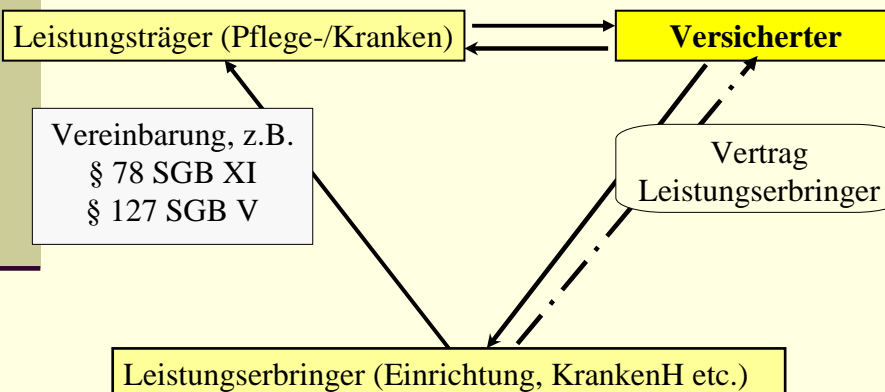 Leistungsträger (Pflege-/Kranken)
Versicherter
Vereinbarung, z.B.
§ 78 SGB XI
§ 127 SGB V
Vertrag
Leistungserbringer
Leistungserbringer (Einrichtung, KrankenH etc.)